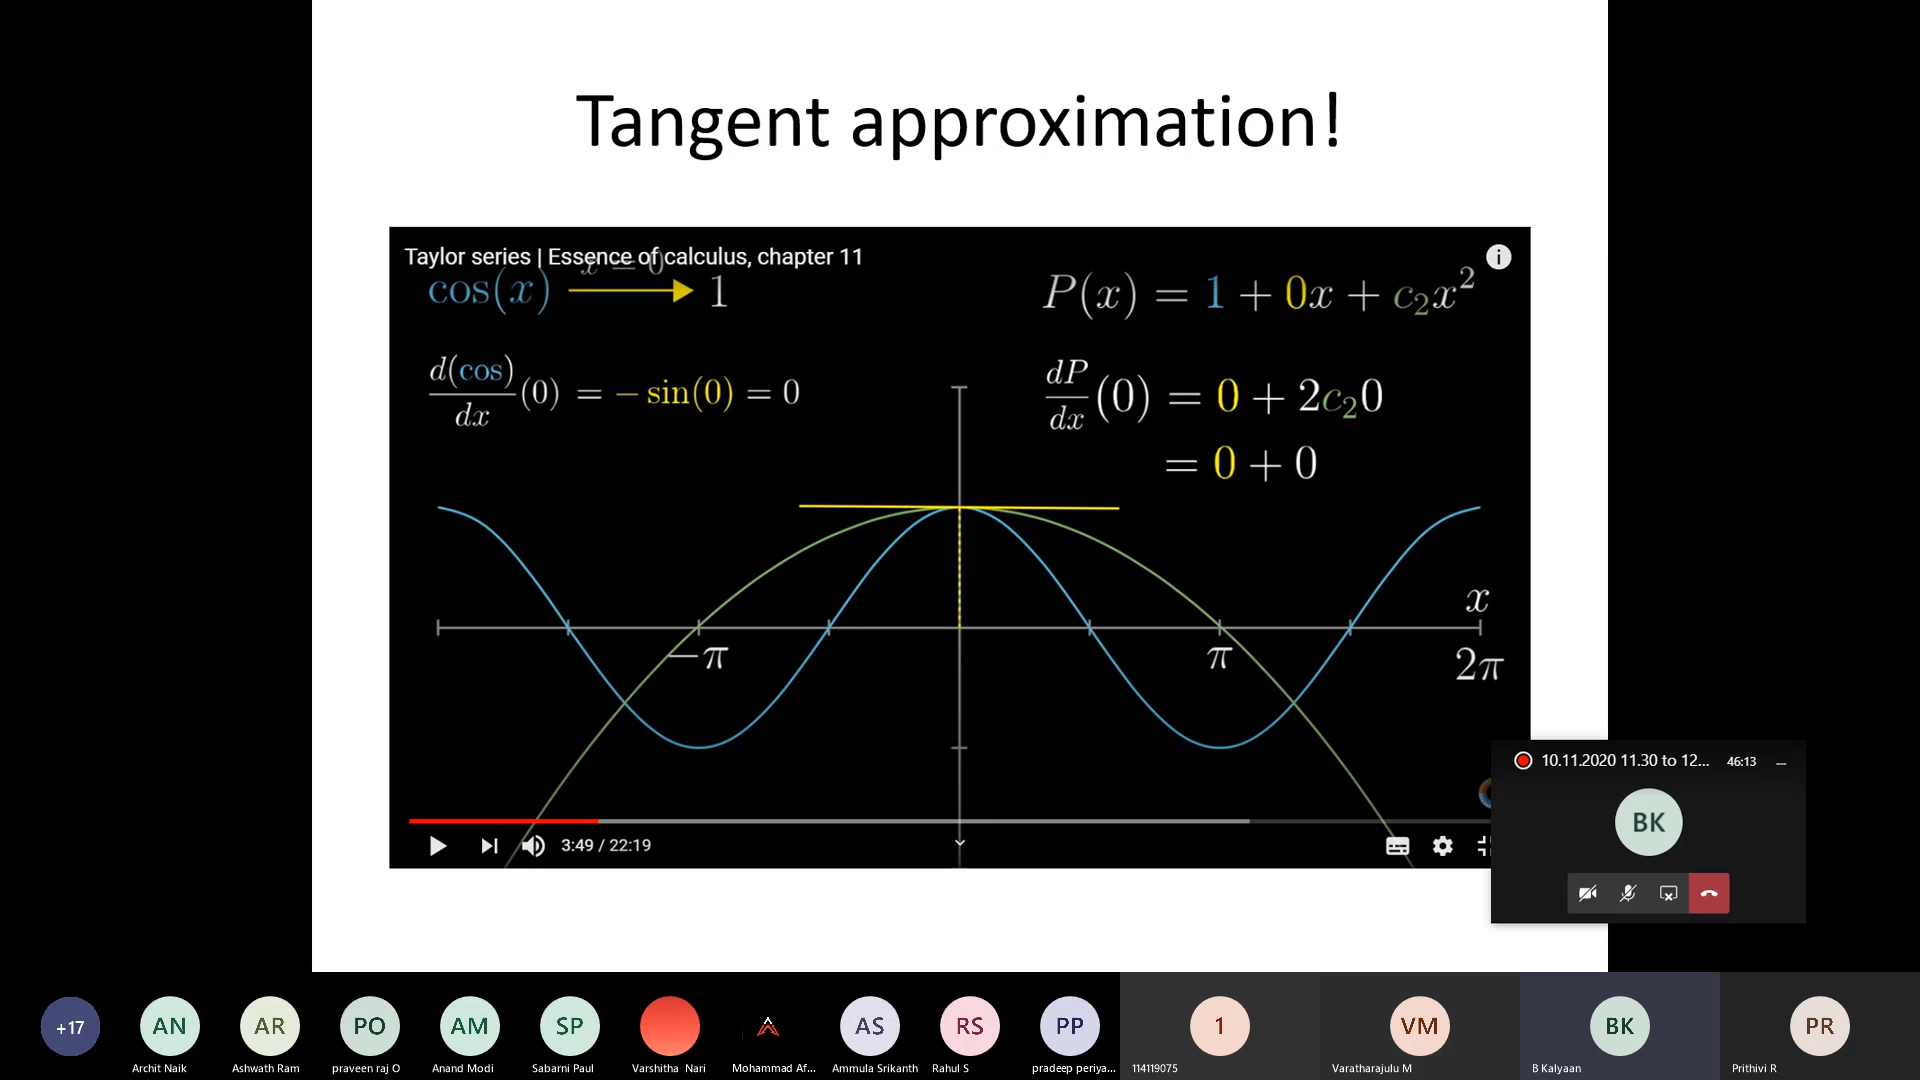 Tangent approximation!
Taylor series | Essence of calculus, chapter 11
x = 0
cos(x) → 1
P(x) = 1 + 0x + c₂x²
d(cos)/dx (0) = − sin(0) = 0
dP/dx (0) = 0 + 2c₂0
= 0 + 0
x
−π
π
2π
10.11.2020 11.30 to 12... 46:13
BK
3:49 / 22:19
+17
AN
AR
PO
AM
SP
AS
RS
PP
1
VM
BK
PR
Archit Naik
Ashwath Ram
praveen raj O
Anand Modi
Sabarni Paul
Varshitha Nari
Mohammad Af...
Ammula Srikanth
Rahul S
pradeep periya...
114119075
Varatharajulu M
B Kalyaan
Prithivi R